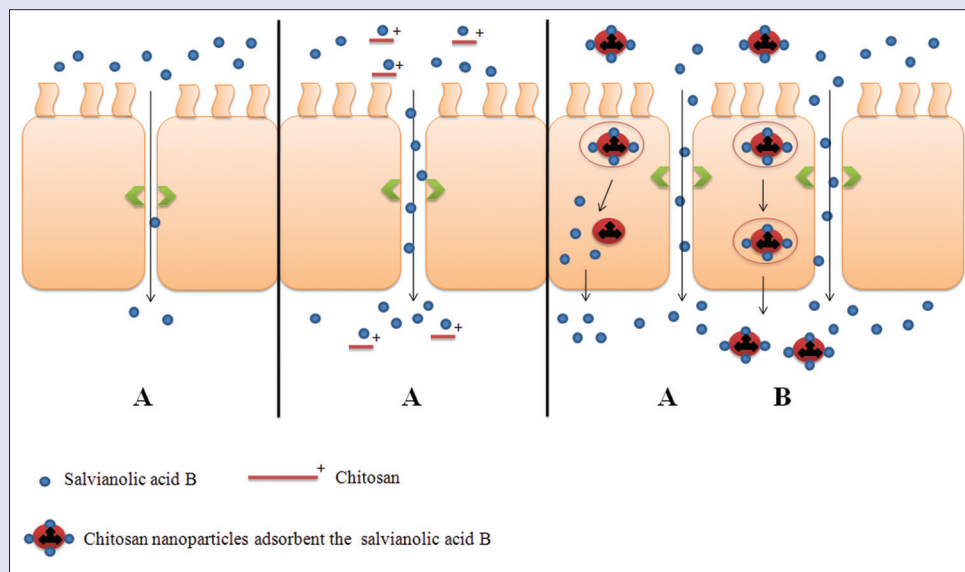 +
+
+
+
+
A
A
A
B
Salvianolic acid B
+
Chitosan
Chitosan nanoparticles adsorbent the salvianolic acid B